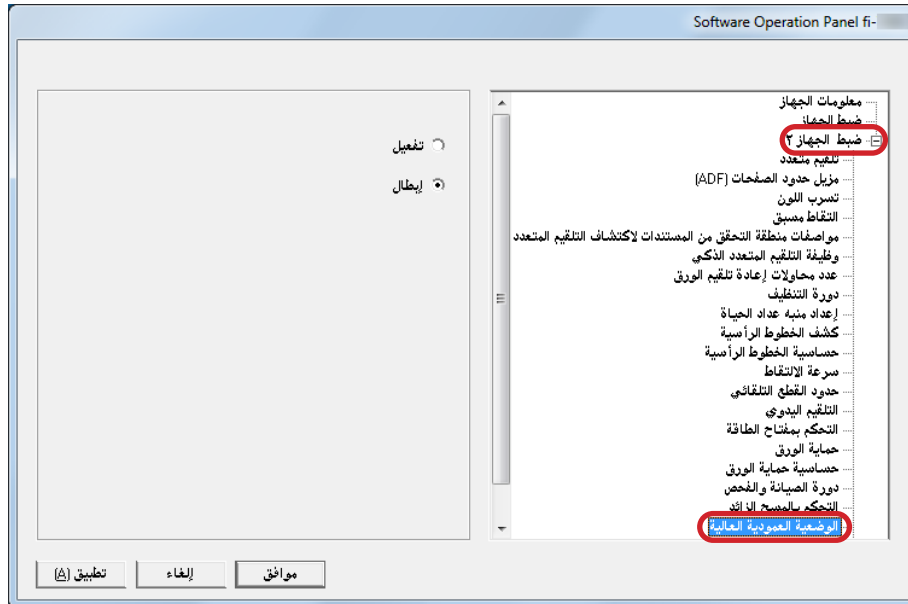 Software Operation Panel fi-
معلومات الجهاز
ضبط الجهاز
ضبط الجهاز ٢
تلقيم متعدد
مزيل حدود الصفحات (ADF)
تسرب اللون
التقاط مسبق
مواصفات منطقة التحقق من المستندات لاكتشاف التلقيم المتعدد
وظيفة التلقيم المتعدد الذكي
عدد محاولات إعادة تلقيم الورق
دورة التنظيف
إعداد منبه عداد الحياة
كشف الخطوط الرأسية
حساسية الخطوط الرأسية
سرعة الالتقاط
حدود القطع التلقائي
التلقيم اليدوي
التحكم بمفتاح الطاقة
حماية الورق
حساسية حماية الورق
دورة الصيانة والفحص
التحكم بالمسح الزائد
الوضعية العمودية العالية
تفعيل
إبطال
موافق
إلغاء
تطبيق (A)